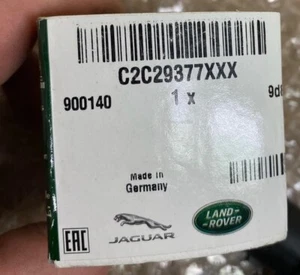 C2C29377XXX
900140
1 x
Made in
Germany
EAC
JAGUAR
LAND-
-ROVER